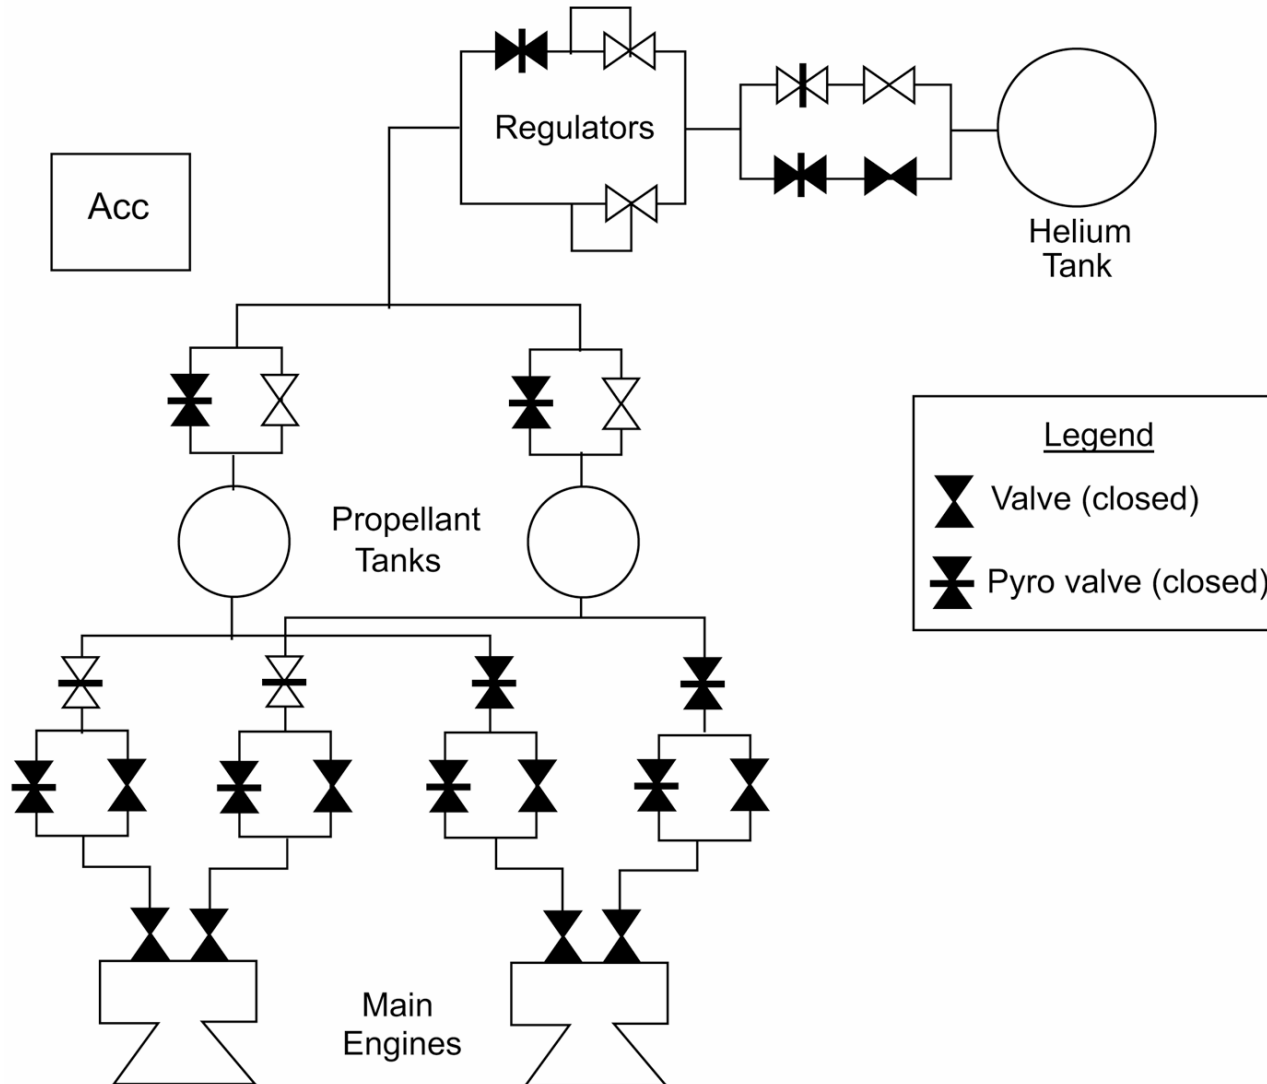 Regulators
Acc
Helium
Tank
Legend
Valve (closed)
Pyro valve (closed)
Propellant
Tanks
Main
Engines